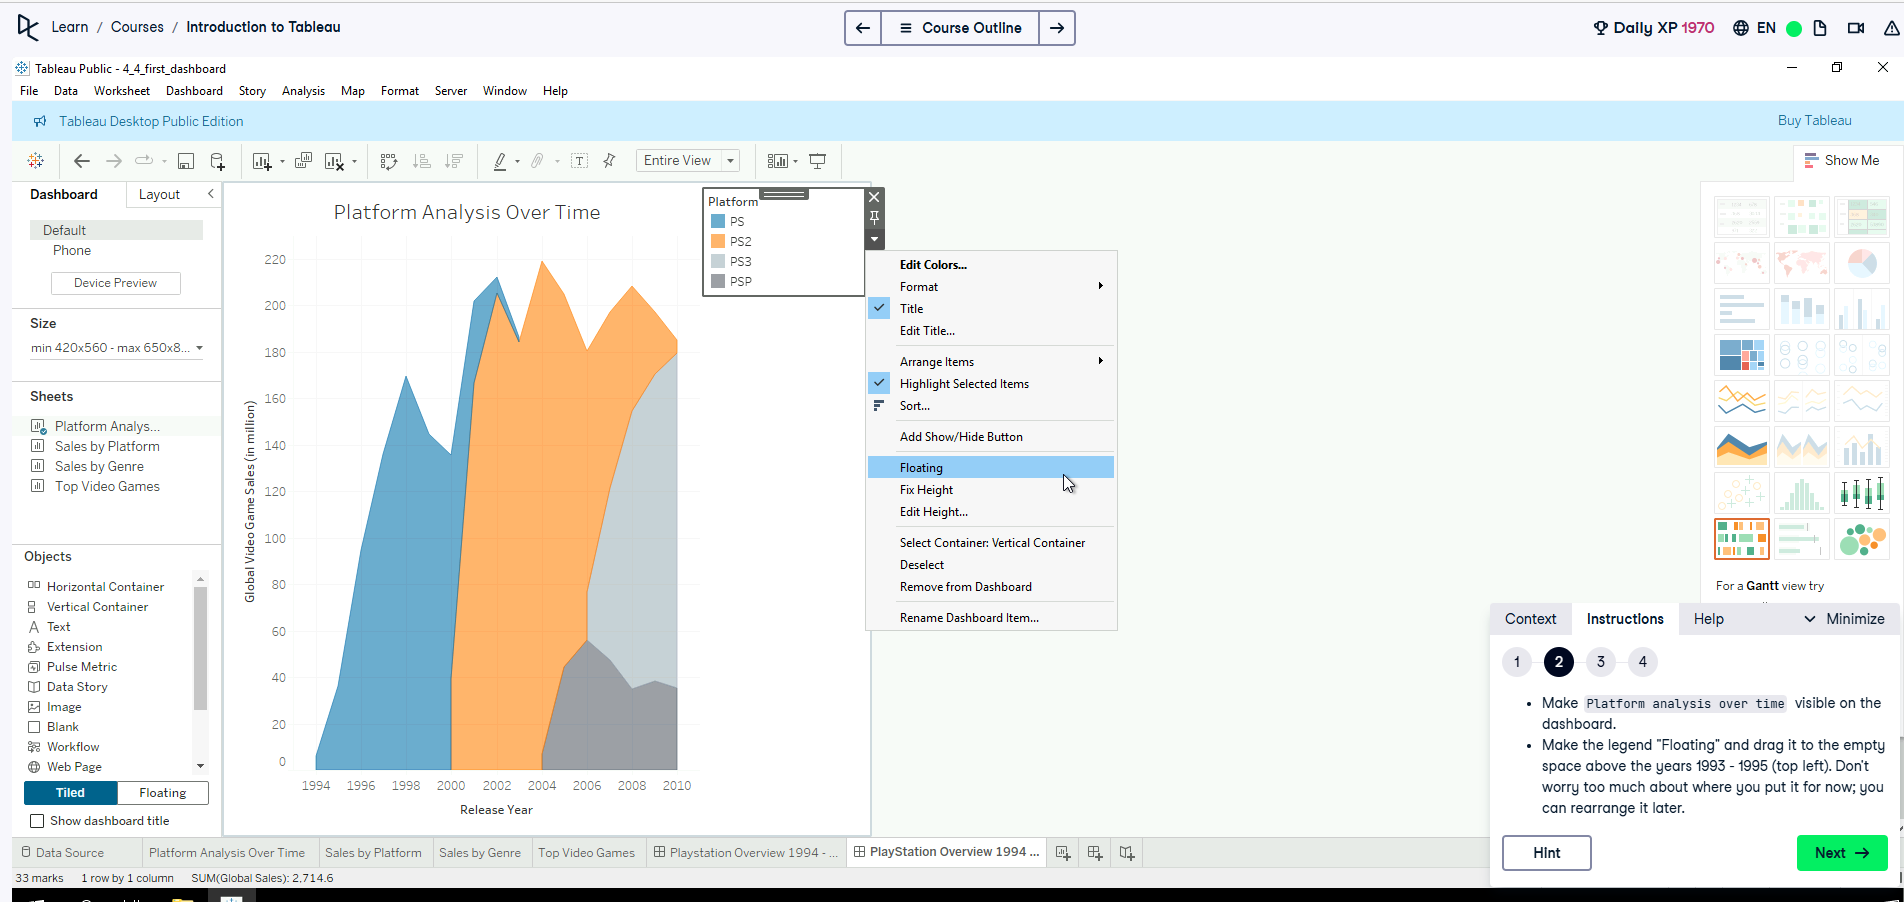 Learn / Courses / Introduction to Tableau
Course Outline
Daily XP 1970
EN
Tableau Public - 4_4_first_dashboard
File Data Worksheet Dashboard Story Analysis Map Format Server Window Help
Tableau Desktop Public Edition
Buy Tableau
Entire View
Show Me
Dashboard
Layout
Default
Phone
Device Preview
Size
min 420x560 - max 650x8...
Sheets
Platform Analys...
Sales by Platform
Sales by Genre
Top Video Games
Objects
Horizontal Container
Vertical Container
Text
Extension
Pulse Metric
Data Story
Image
Blank
Workflow
Web Page
Tiled
Floating
Show dashboard title
Platform Analysis Over Time
220
200
180
160
140
120
100
80
60
40
20
0
Global Video Game Sales (in million)
1994 1996 1998 2000 2002 2004 2006 2008 2010
Release Year
Platform
PS
PS2
PS3
PSP
Edit Colors...
Format
Title
Edit Title...
Arrange Items
Highlight Selected Items
Sort...
Add Show/Hide Button
Floating
Fix Height
Edit Height...
Select Container: Vertical Container
Deselect
Remove from Dashboard
Rename Dashboard Item...
For a Gantt view try
Context
Instructions
Help
Minimize
1 2 3 4
• Make Platform analysis over time visible on the
dashboard.
• Make the legend "Floating" and drag it to the empty
space above the years 1993 - 1995 (top left). Don't
worry too much about where you put it for now; you
can rearrange it later.
Hint
Next
Data Source
Platform Analysis Over Time
Sales by Platform
Sales by Genre
Top Video Games
Playstation Overview 1994 - ...
PlayStation Overview 1994 ...
33 marks 1 row by 1 column SUM(Global Sales): 2,714.6